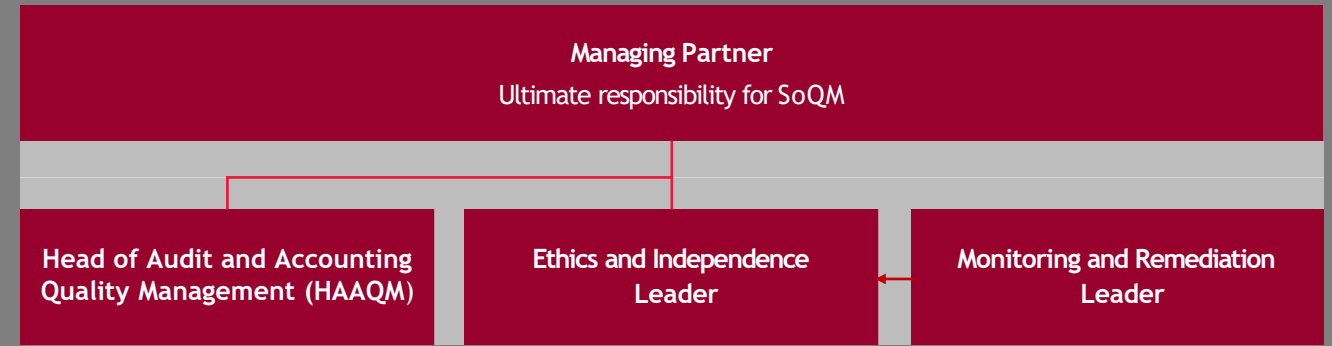 Managing Partner
Ultimate responsibility for SoQM
Head of Audit and Accounting
Quality Management (HAAQM)
Ethics and Independence
Leader
Monitoring and Remediation
Leader